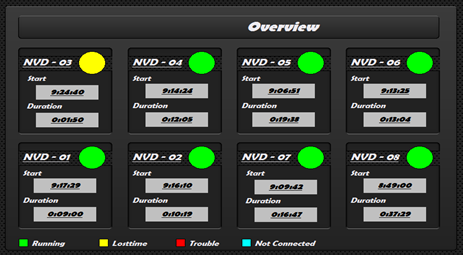 Overview
NVD - 03
Start
9:24:40
Duration
0:01:50
NVD - 04
Start
9:14:24
Duration
0:12:05
NVD - 05
Start
9:06:51
Duration
0:19:38
NVD - 06
Start
9:13:25
Duration
0:13:04
NVD - 01
Start
9:17:29
Duration
0:09:00
NVD - 02
Start
9:16:10
Duration
0:10:19
NVD - 07
Start
9:09:42
Duration
0:16:47
NVD - 08
Start
8:49:00
Duration
0:37:29
Running Losttime Trouble Not Connected